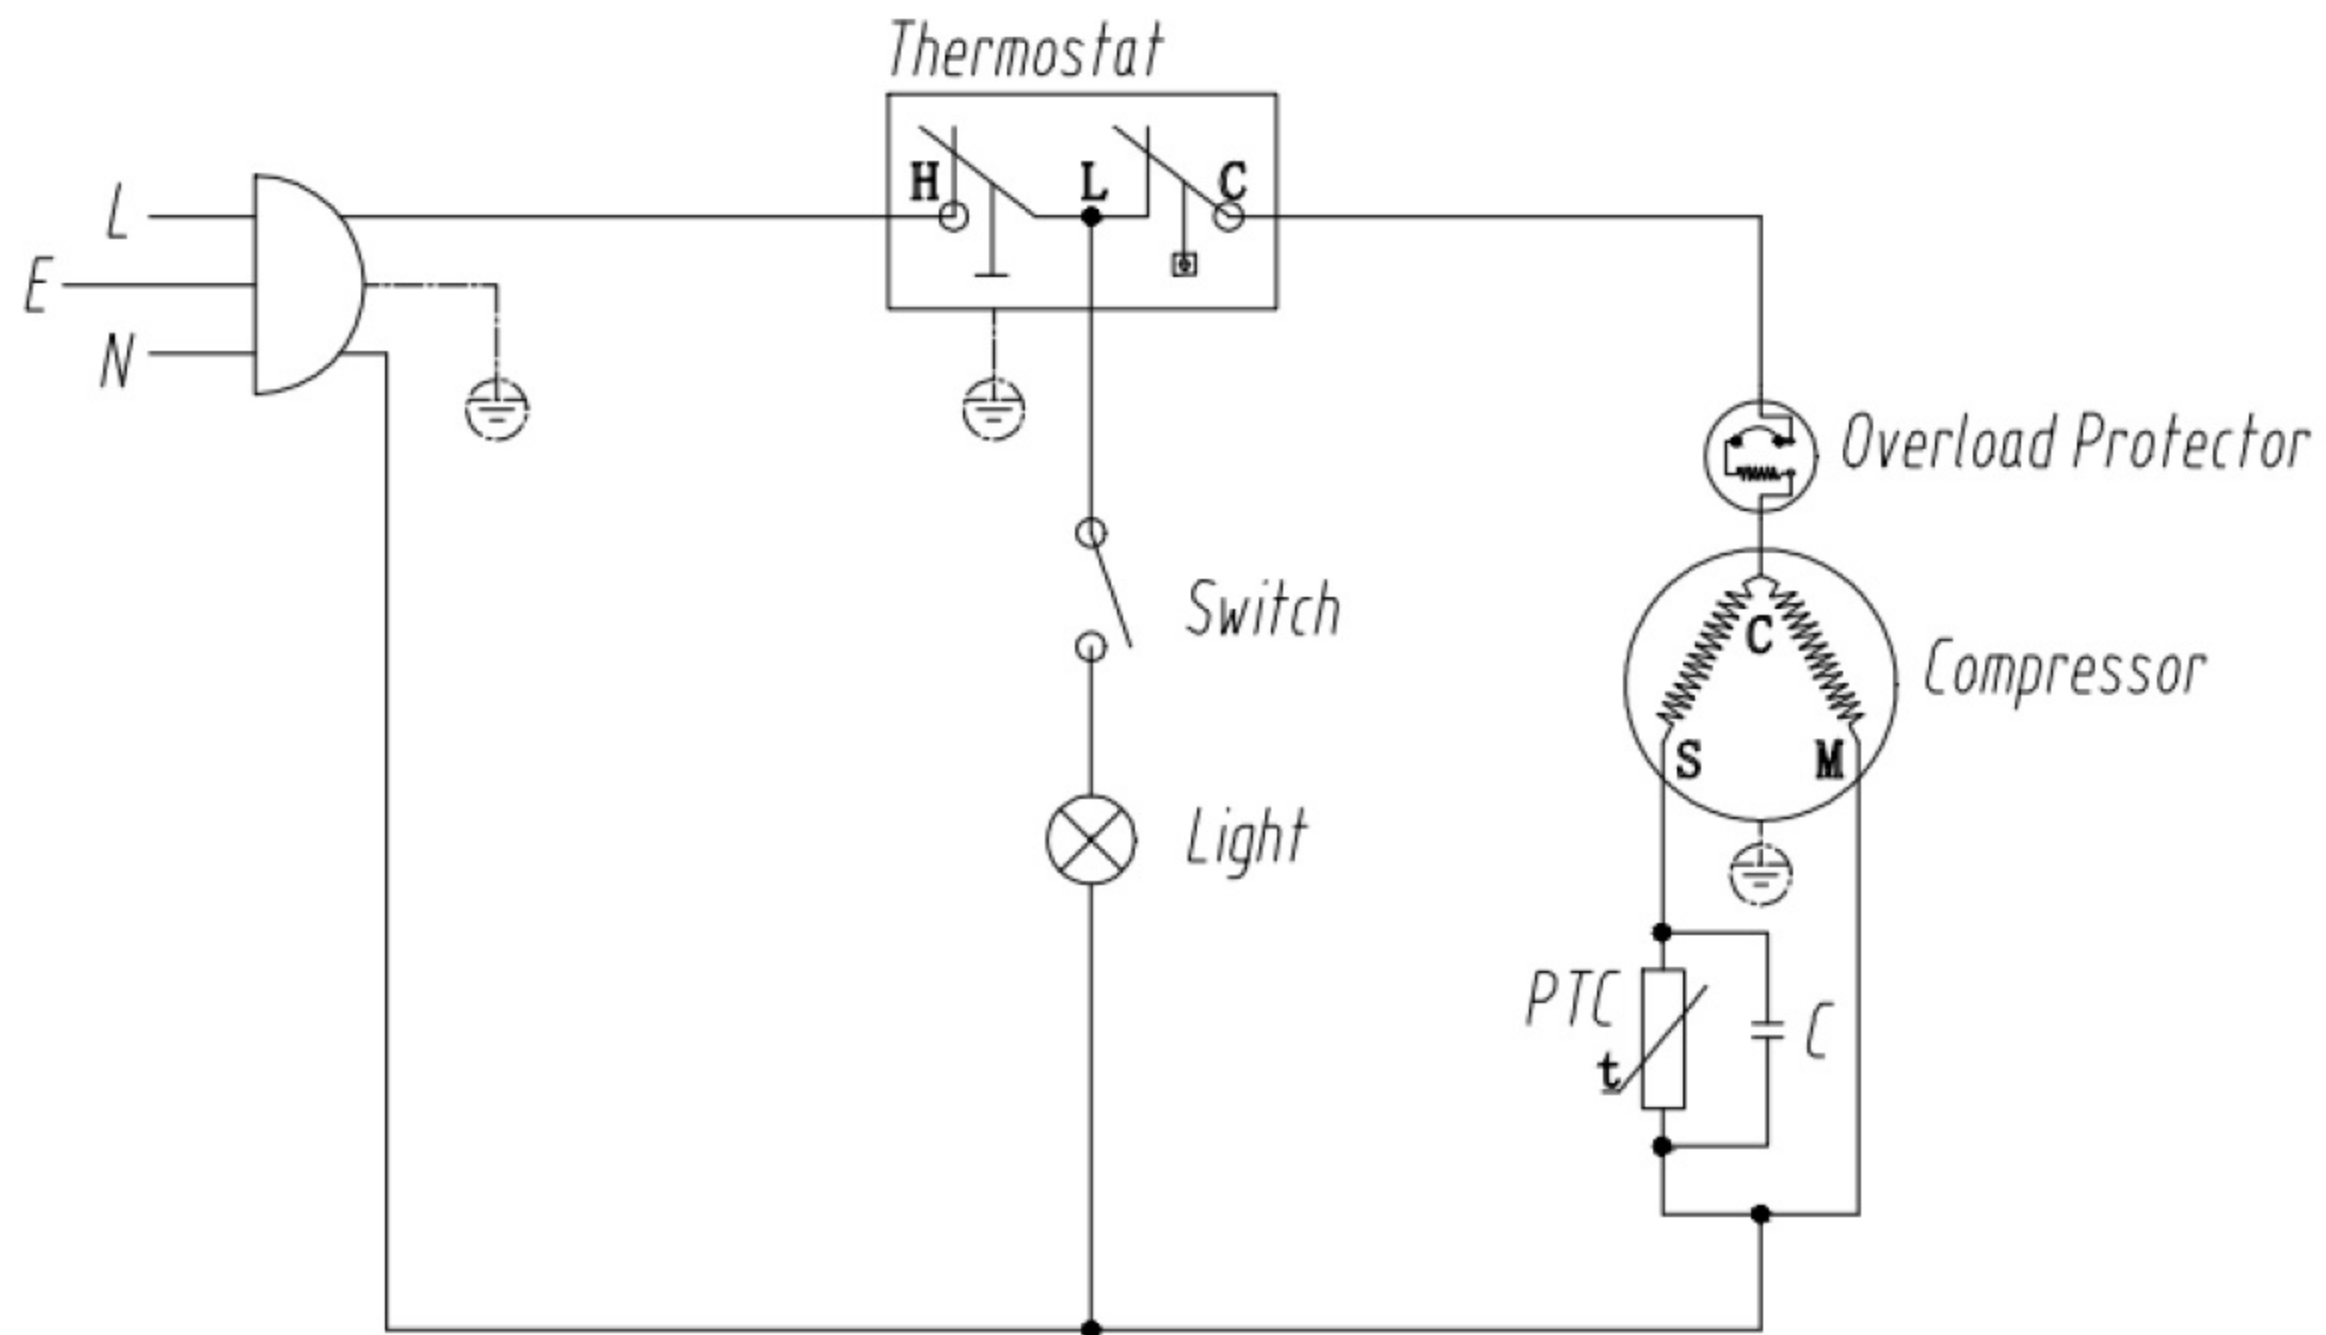 Thermostat
H L C
L
E
N
Overload Protector
Switch
C
Compressor
S M
Light
PTC
C
t